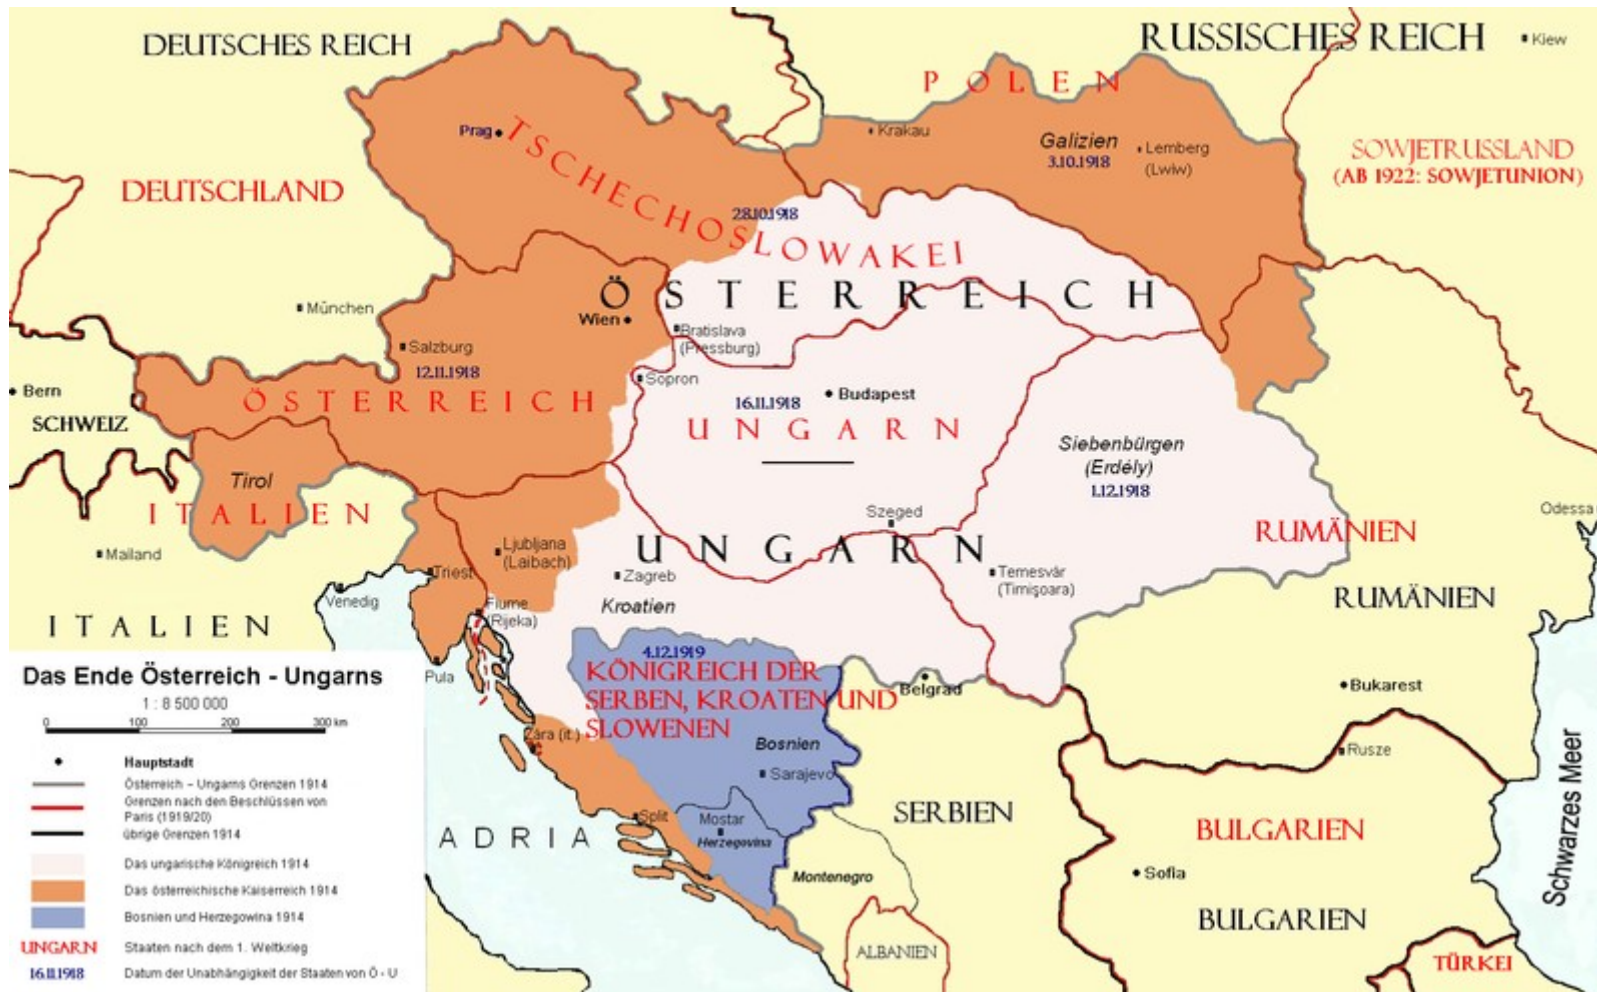 DEUTSCHES REICH
RUSSISCHES REICH
Kiew
POLEN
Prag
Krakau
Galizien
3.10.1918
Lemberg
(Lwiw)
SOWJETRUSSLAND
(AB 1922: SOWJETUNION)
DEUTSCHLAND
TSCHECHOSLOWAKEI
28.10.1918
ÖSTERREICH
München
Wien
Bratislava
(Pressburg)
Salzburg
12.11.1918
Sopron
Bern
ÖSTERREICH
16.11.1918
Budapest
SCHWEIZ
UNGARN
Siebenbürgen
(Erdély)
1.12.1918
Tirol
ITALIEN
Szeged
Odessa
RUMÄNIEN
Mailand
Ljubljana
(Laibach)
UNGARN
Triest
Zagreb
Temesvár
(Timişoara)
Venedig
Fiume
(Rijeka)
Kroatien
RUMÄNIEN
ITALIEN
4.12.1919
KÖNIGREICH DER
SERBEN, KROATEN UND
SLOWENEN
Pula
Belgrad
Bukarest
Zara (it.)
Bosnien
Rusze
Sarajevo
Split
Mostar
Herzegovina
SERBIEN
ADRIA
BULGARIEN
Schwarzes Meer
Montenegro
Sofia
BULGARIEN
ALBANIEN
TÜRKEI
Das Ende Österreich - Ungarns
1 : 8 500 000
0 100 200 300 km
Hauptstadt
Österreich – Ungarns Grenzen 1914
Grenzen nach den Beschlüssen von
Paris (1919/20)
übrige Grenzen 1914
Das ungarische Königreich 1914
Das österreichische Kaiserreich 1914
Bosnien und Herzegowina 1914
UNGARN Staaten nach dem 1. Weltkrieg
16.11.1918 Datum der Unabhängigkeit der Staaten von Ö - U